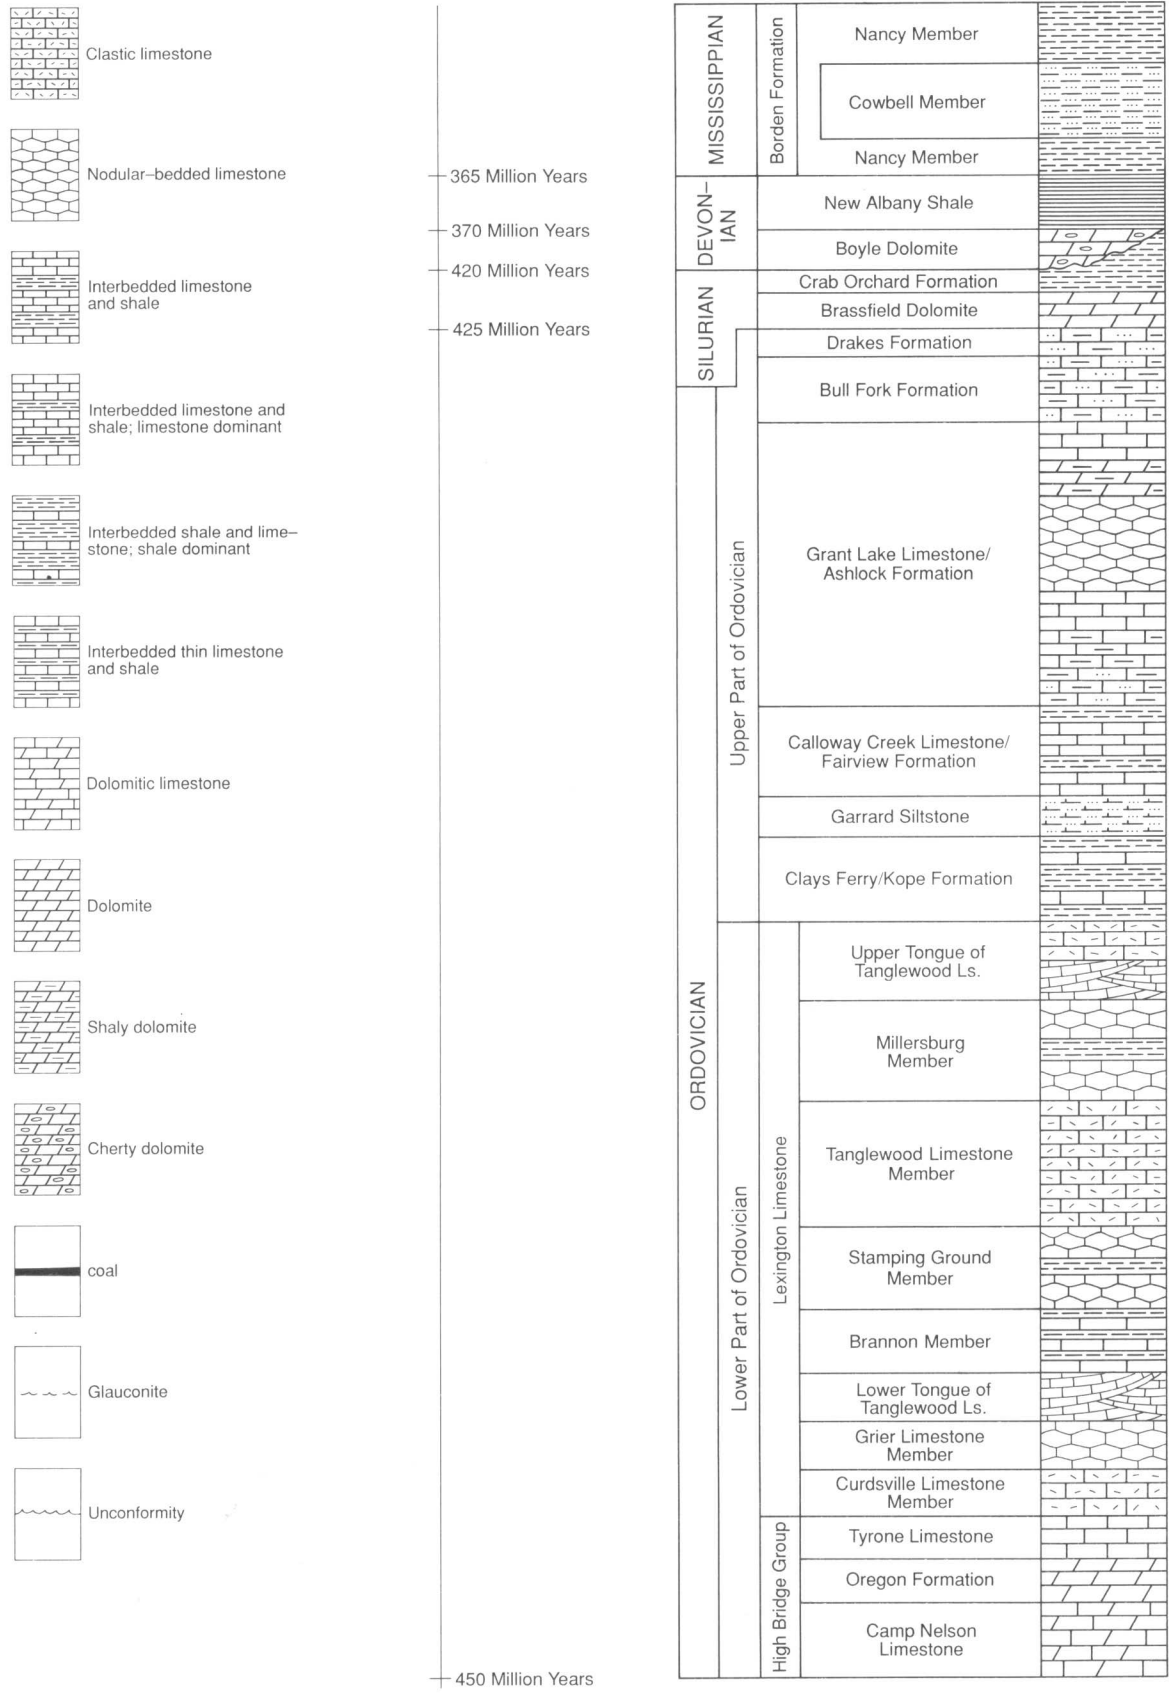 Clastic limestone
Nodular–bedded limestone
Interbedded limestone
and shale
Interbedded limestone and
shale; limestone dominant
Interbedded shale and lime–
stone; shale dominant
Interbedded thin limestone
and shale
Dolomitic limestone
Dolomite
Shaly dolomite
Cherty dolomite
coal
Glauconite
Unconformity
365 Million Years
370 Million Years
420 Million Years
425 Million Years
450 Million Years
MISSISSIPPIAN
DEVON–
IAN
SILURIAN
ORDOVICIAN
Upper Part of Ordovician
Lower Part of Ordovician
Borden Formation
Lexington Limestone
High Bridge Group
Nancy Member
Cowbell Member
Nancy Member
New Albany Shale
Boyle Dolomite
Crab Orchard Formation
Brassfield Dolomite
Drakes Formation
Bull Fork Formation
Grant Lake Limestone/
Ashlock Formation
Calloway Creek Limestone/
Fairview Formation
Garrard Siltstone
Clays Ferry/Kope Formation
Upper Tongue of
Tanglewood Ls.
Millersburg
Member
Tanglewood Limestone
Member
Stamping Ground
Member
Brannon Member
Lower Tongue of
Tanglewood Ls.
Grier Limestone
Member
Curdsville Limestone
Member
Tyrone Limestone
Oregon Formation
Camp Nelson
Limestone